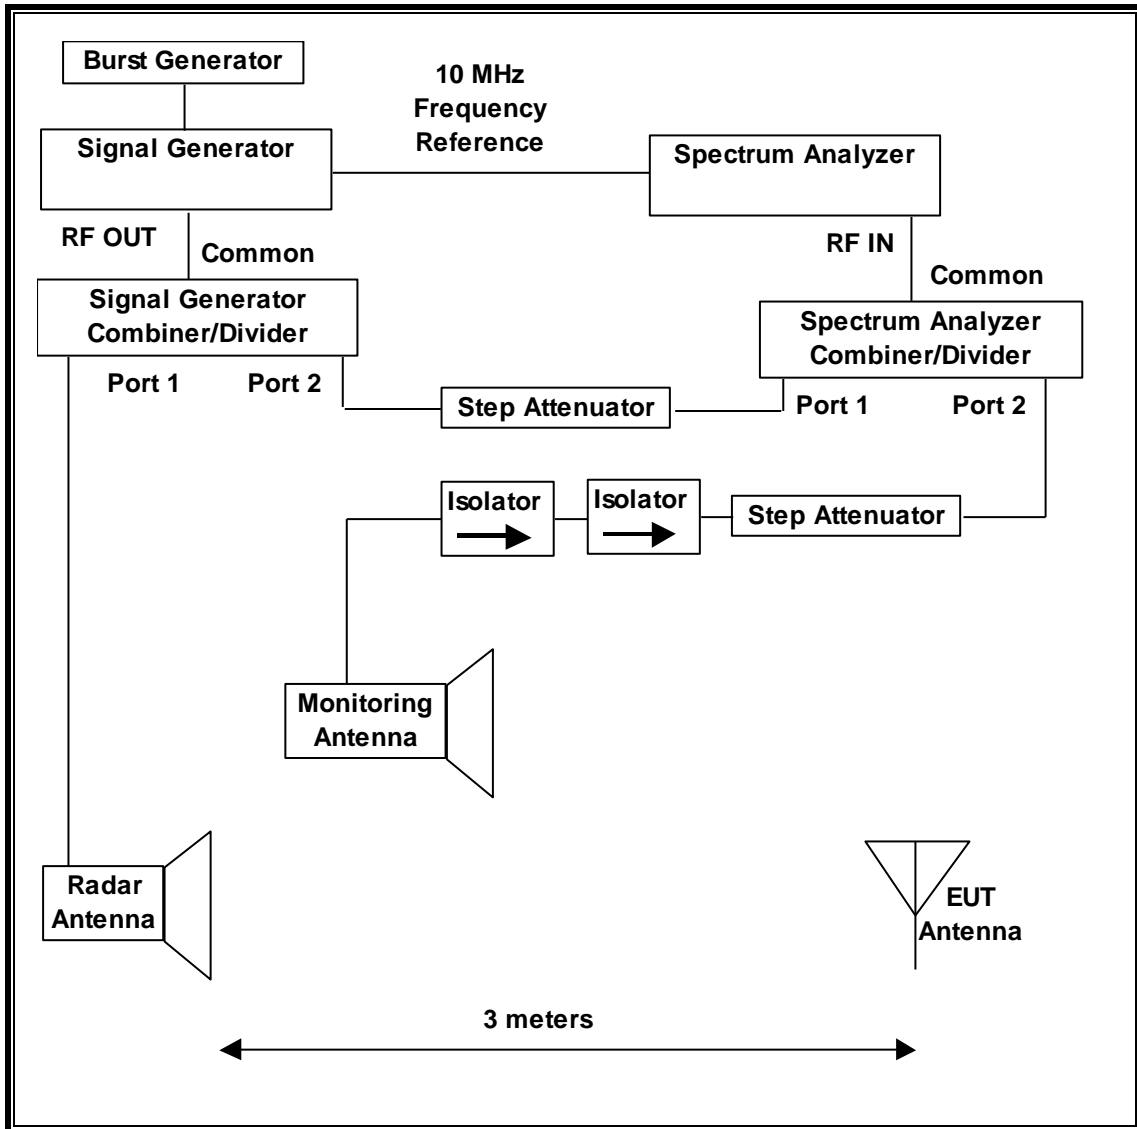 Burst Generator
10 MHz
Frequency
Reference
Signal Generator
Spectrum Analyzer
RF OUT
Common
RF IN
Common
Signal Generator
Combiner/Divider
Spectrum Analyzer
Combiner/Divider
Port 1
Port 2
Step Attenuator
Port 1
Port 2
Isolator
Isolator
Step Attenuator
Monitoring
Antenna
Radar
Antenna
EUT
Antenna
3 meters